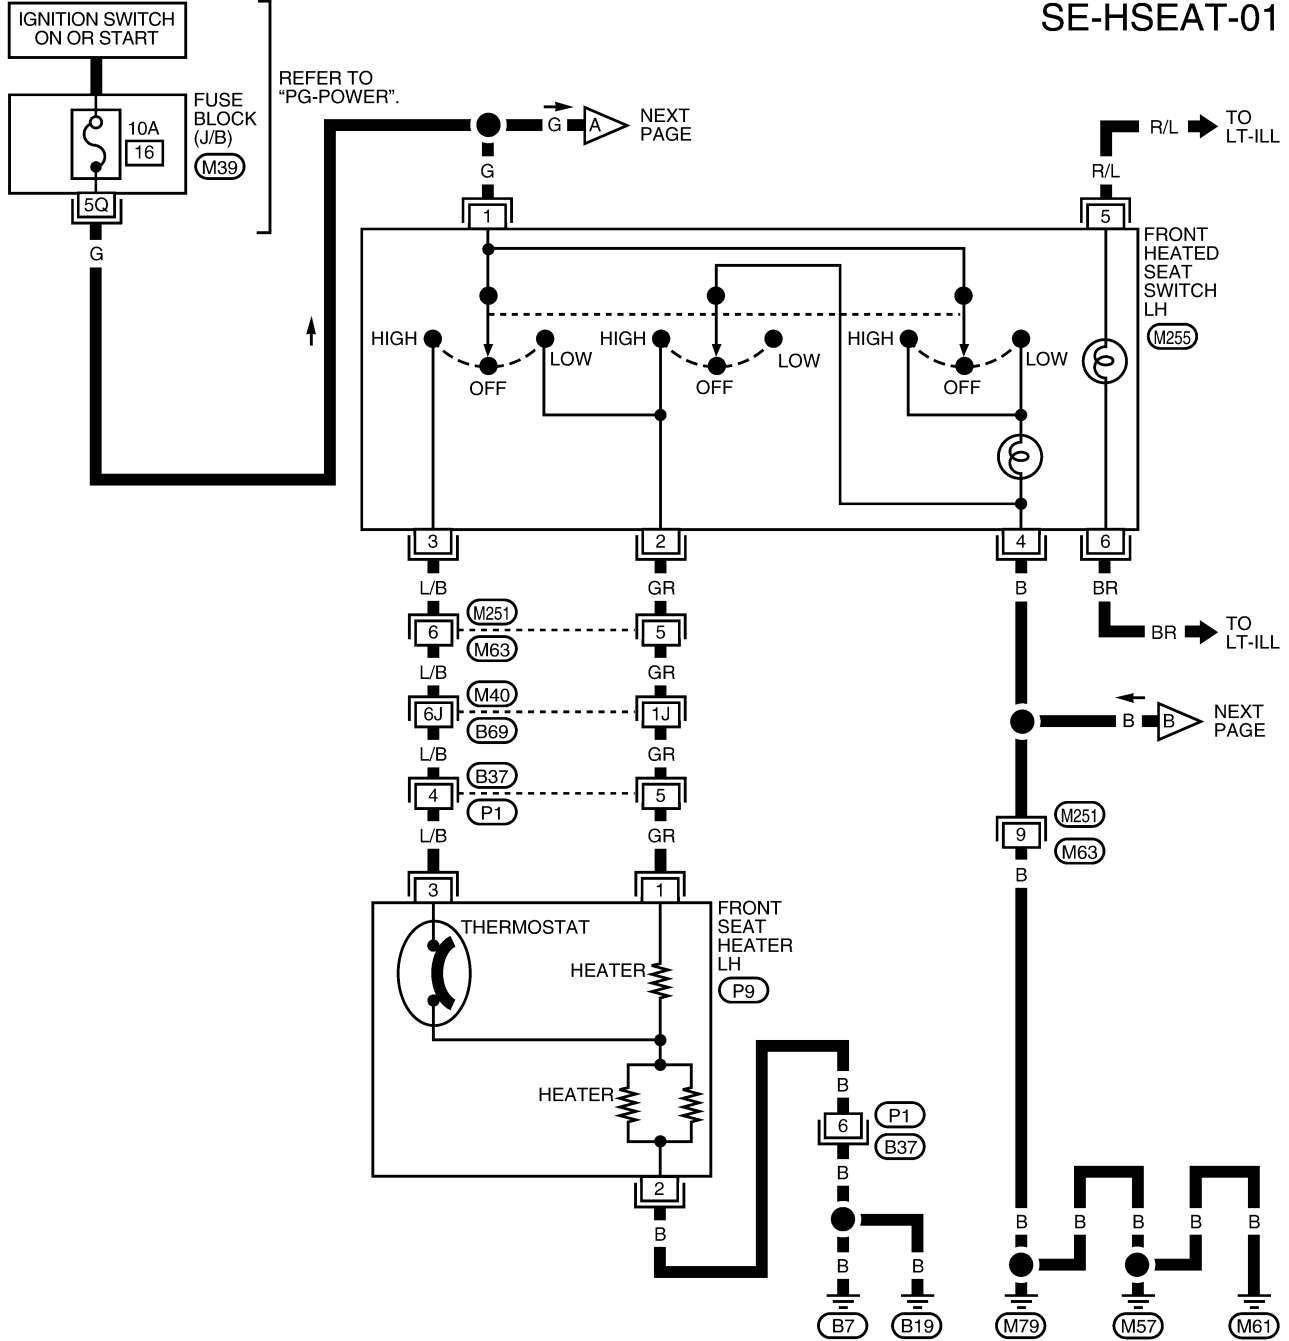 SE-HSEAT-01
IGNITION SWITCH
ON OR START
REFER TO
“PG-POWER”.
FUSE
BLOCK
(J/B)
M39
10A
16
5Q
G
G
A
NEXT
PAGE
G
1
R/L
TO
LT-ILL
R/L
5
FRONT
HEATED
SEAT
SWITCH
LH
M255
HIGH
OFF
LOW
HIGH
OFF
LOW
HIGH
OFF
LOW
3
2
4
6
L/B
GR
B
BR
BR
TO
LT-ILL
M251
6
5
M63
L/B
GR
M40
6J
1J
B69
L/B
GR
B37
4
5
P1
L/B
GR
B
B
NEXT
PAGE
M251
9
M63
B
3
1
FRONT
SEAT
HEATER
LH
P9
THERMOSTAT
HEATER
HEATER
2
B
B
P1
6
B37
B
B
B
B7
B19
B
B
B
B
B
M79
M57
M61